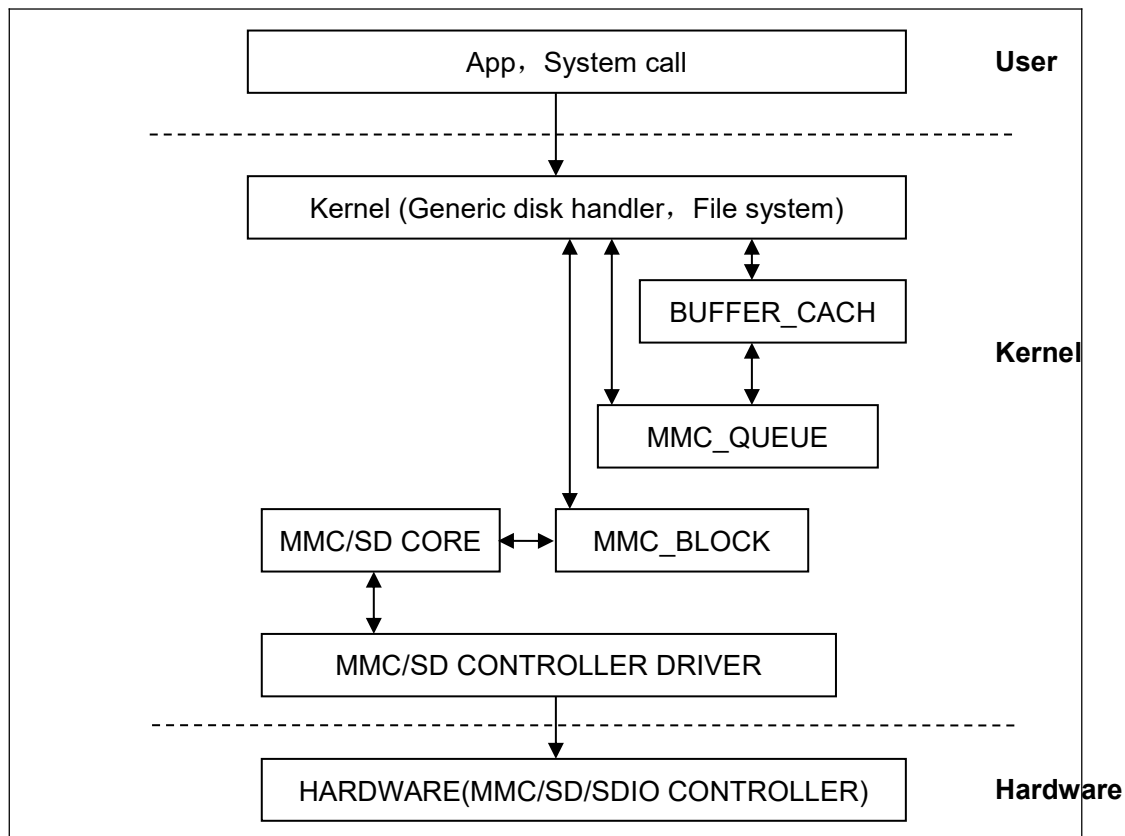 App，System call
User
Kernel (Generic disk handler，File system)
BUFFER_CACH
Kernel
MMC_QUEUE
MMC/SD CORE
MMC_BLOCK
MMC/SD CONTROLLER DRIVER
HARDWARE(MMC/SD/SDIO CONTROLLER)
Hardware